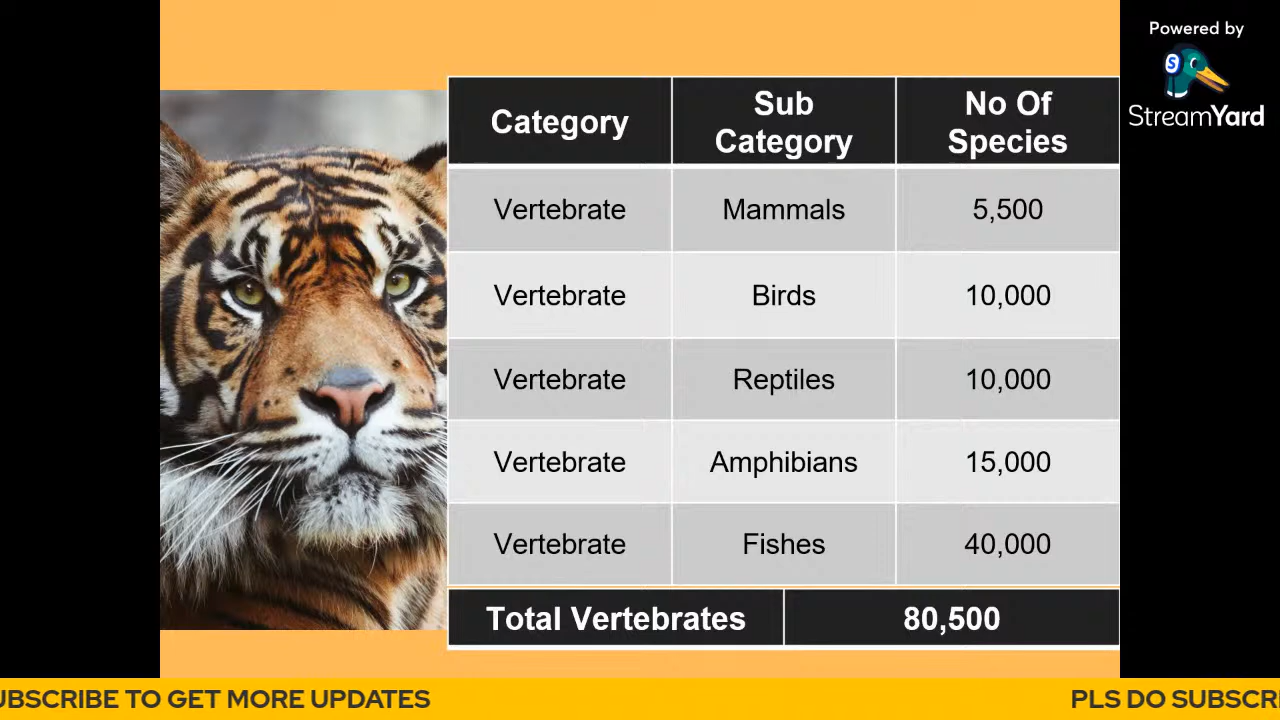 Powered by
StreamYard
Category Sub Category No Of Species
Vertebrate Mammals 5,500
Vertebrate Birds 10,000
Vertebrate Reptiles 10,000
Vertebrate Amphibians 15,000
Vertebrate Fishes 40,000
Total Vertebrates 80,500
UBSCRIBE TO GET MORE UPDATES PLS DO SUBSCRI